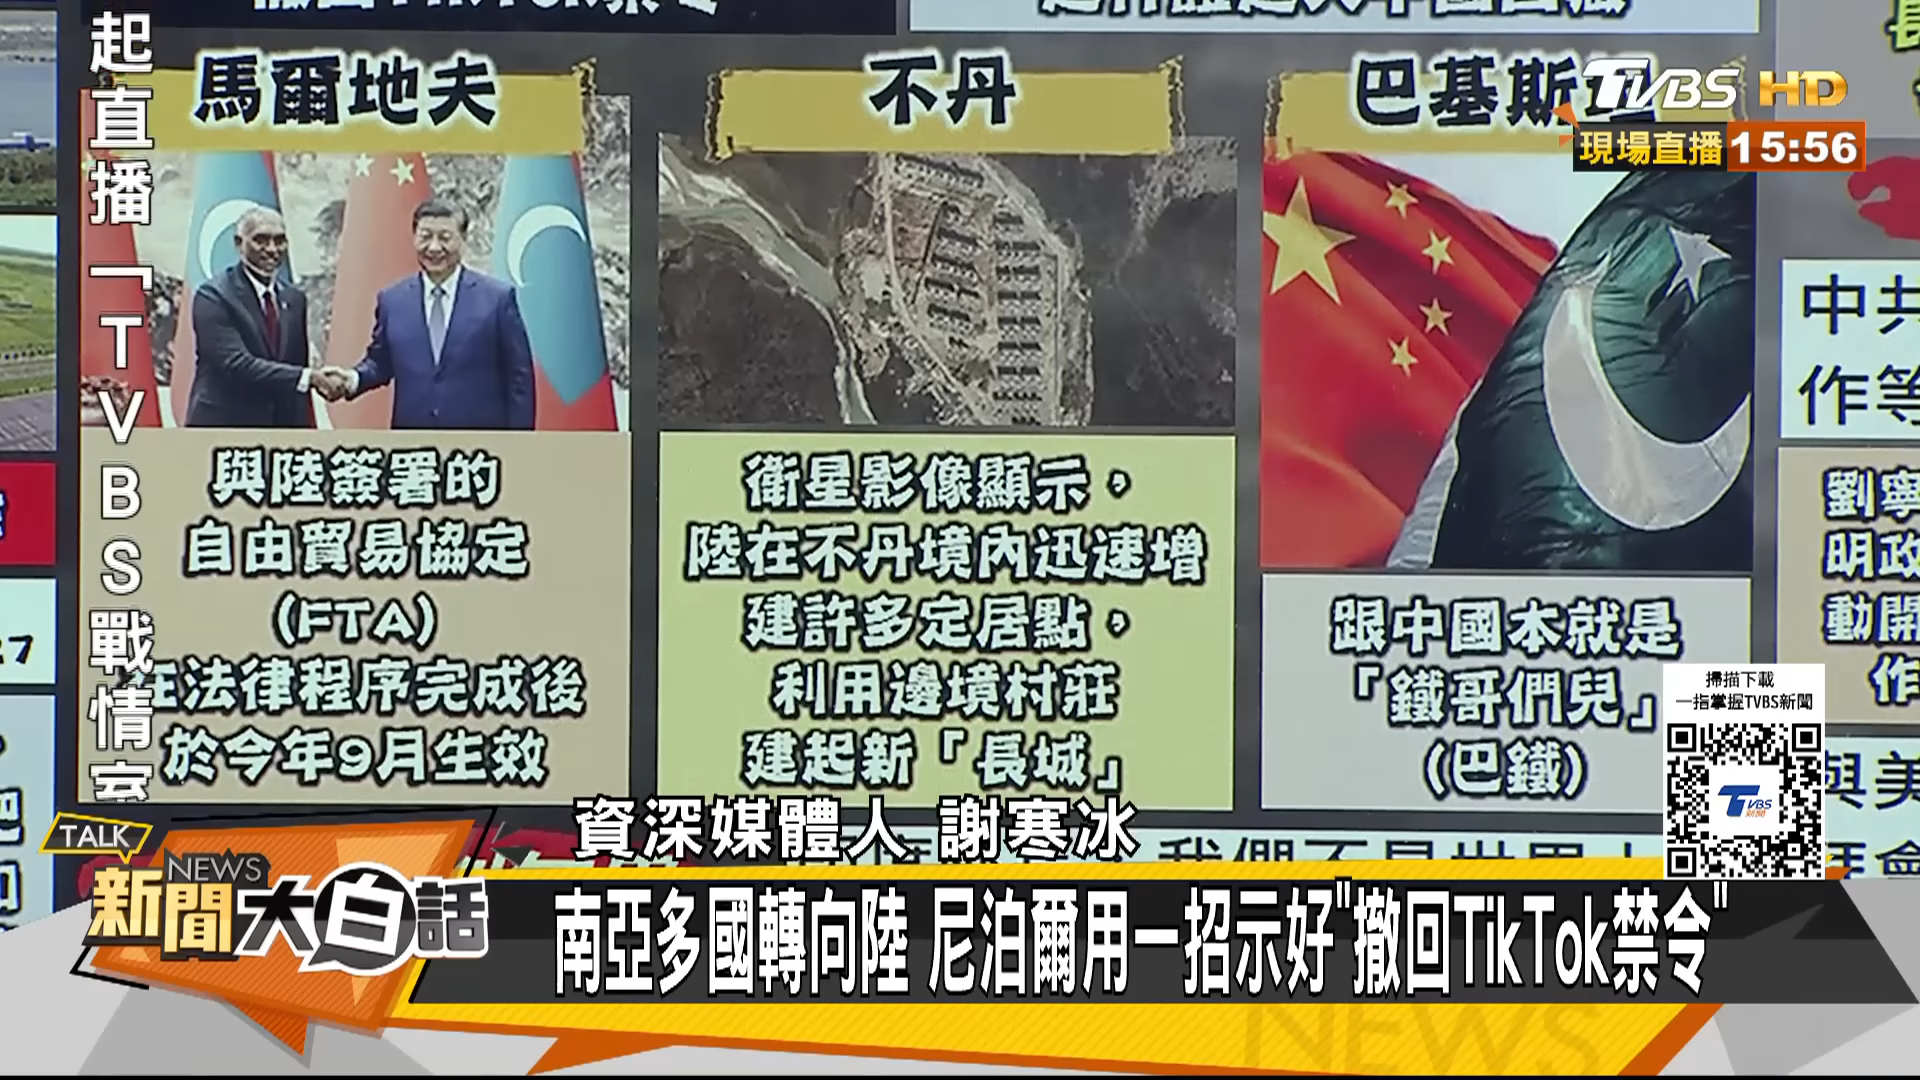 馬爾地夫
不丹
巴基斯
TVBS HD
現場直播 15:56
起直播「TVBS戰情
與陸簽署的
自由貿易協定
(FTA)
在法律程序完成後
於今年9月生效
衛星影像顯示，
陸在不丹境內迅速增
建許多定居點，
利用邊境村莊
建起新「長城」
跟中國本就是
「鐵哥們兒」
(巴鐵)
中共
作等
劉寧
明政
動開
作
與美
掃描下載
一指掌握TVBS新聞
TVBS
新聞
資深媒體人 謝寒冰
TALK
NEWS
新聞大白話
南亞多國轉向陸 尼泊爾用一招示好"撤回TikTok禁令"
NEWS